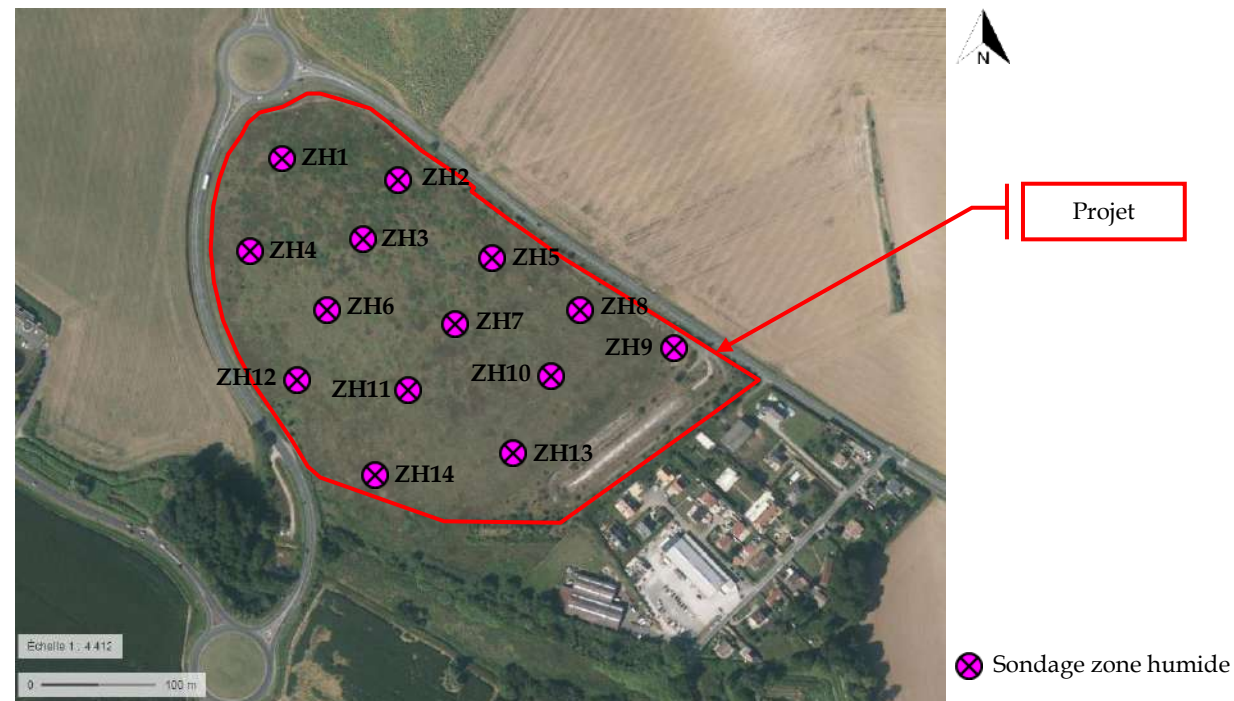 N
ZH1
ZH2
Projet
ZH3
ZH4
ZH5
ZH6
ZH8
ZH7
ZH9
ZH10
ZH12
ZH11
ZH13
ZH14
Échelle 1 : 4 412
Sondage zone humide
0 100 m